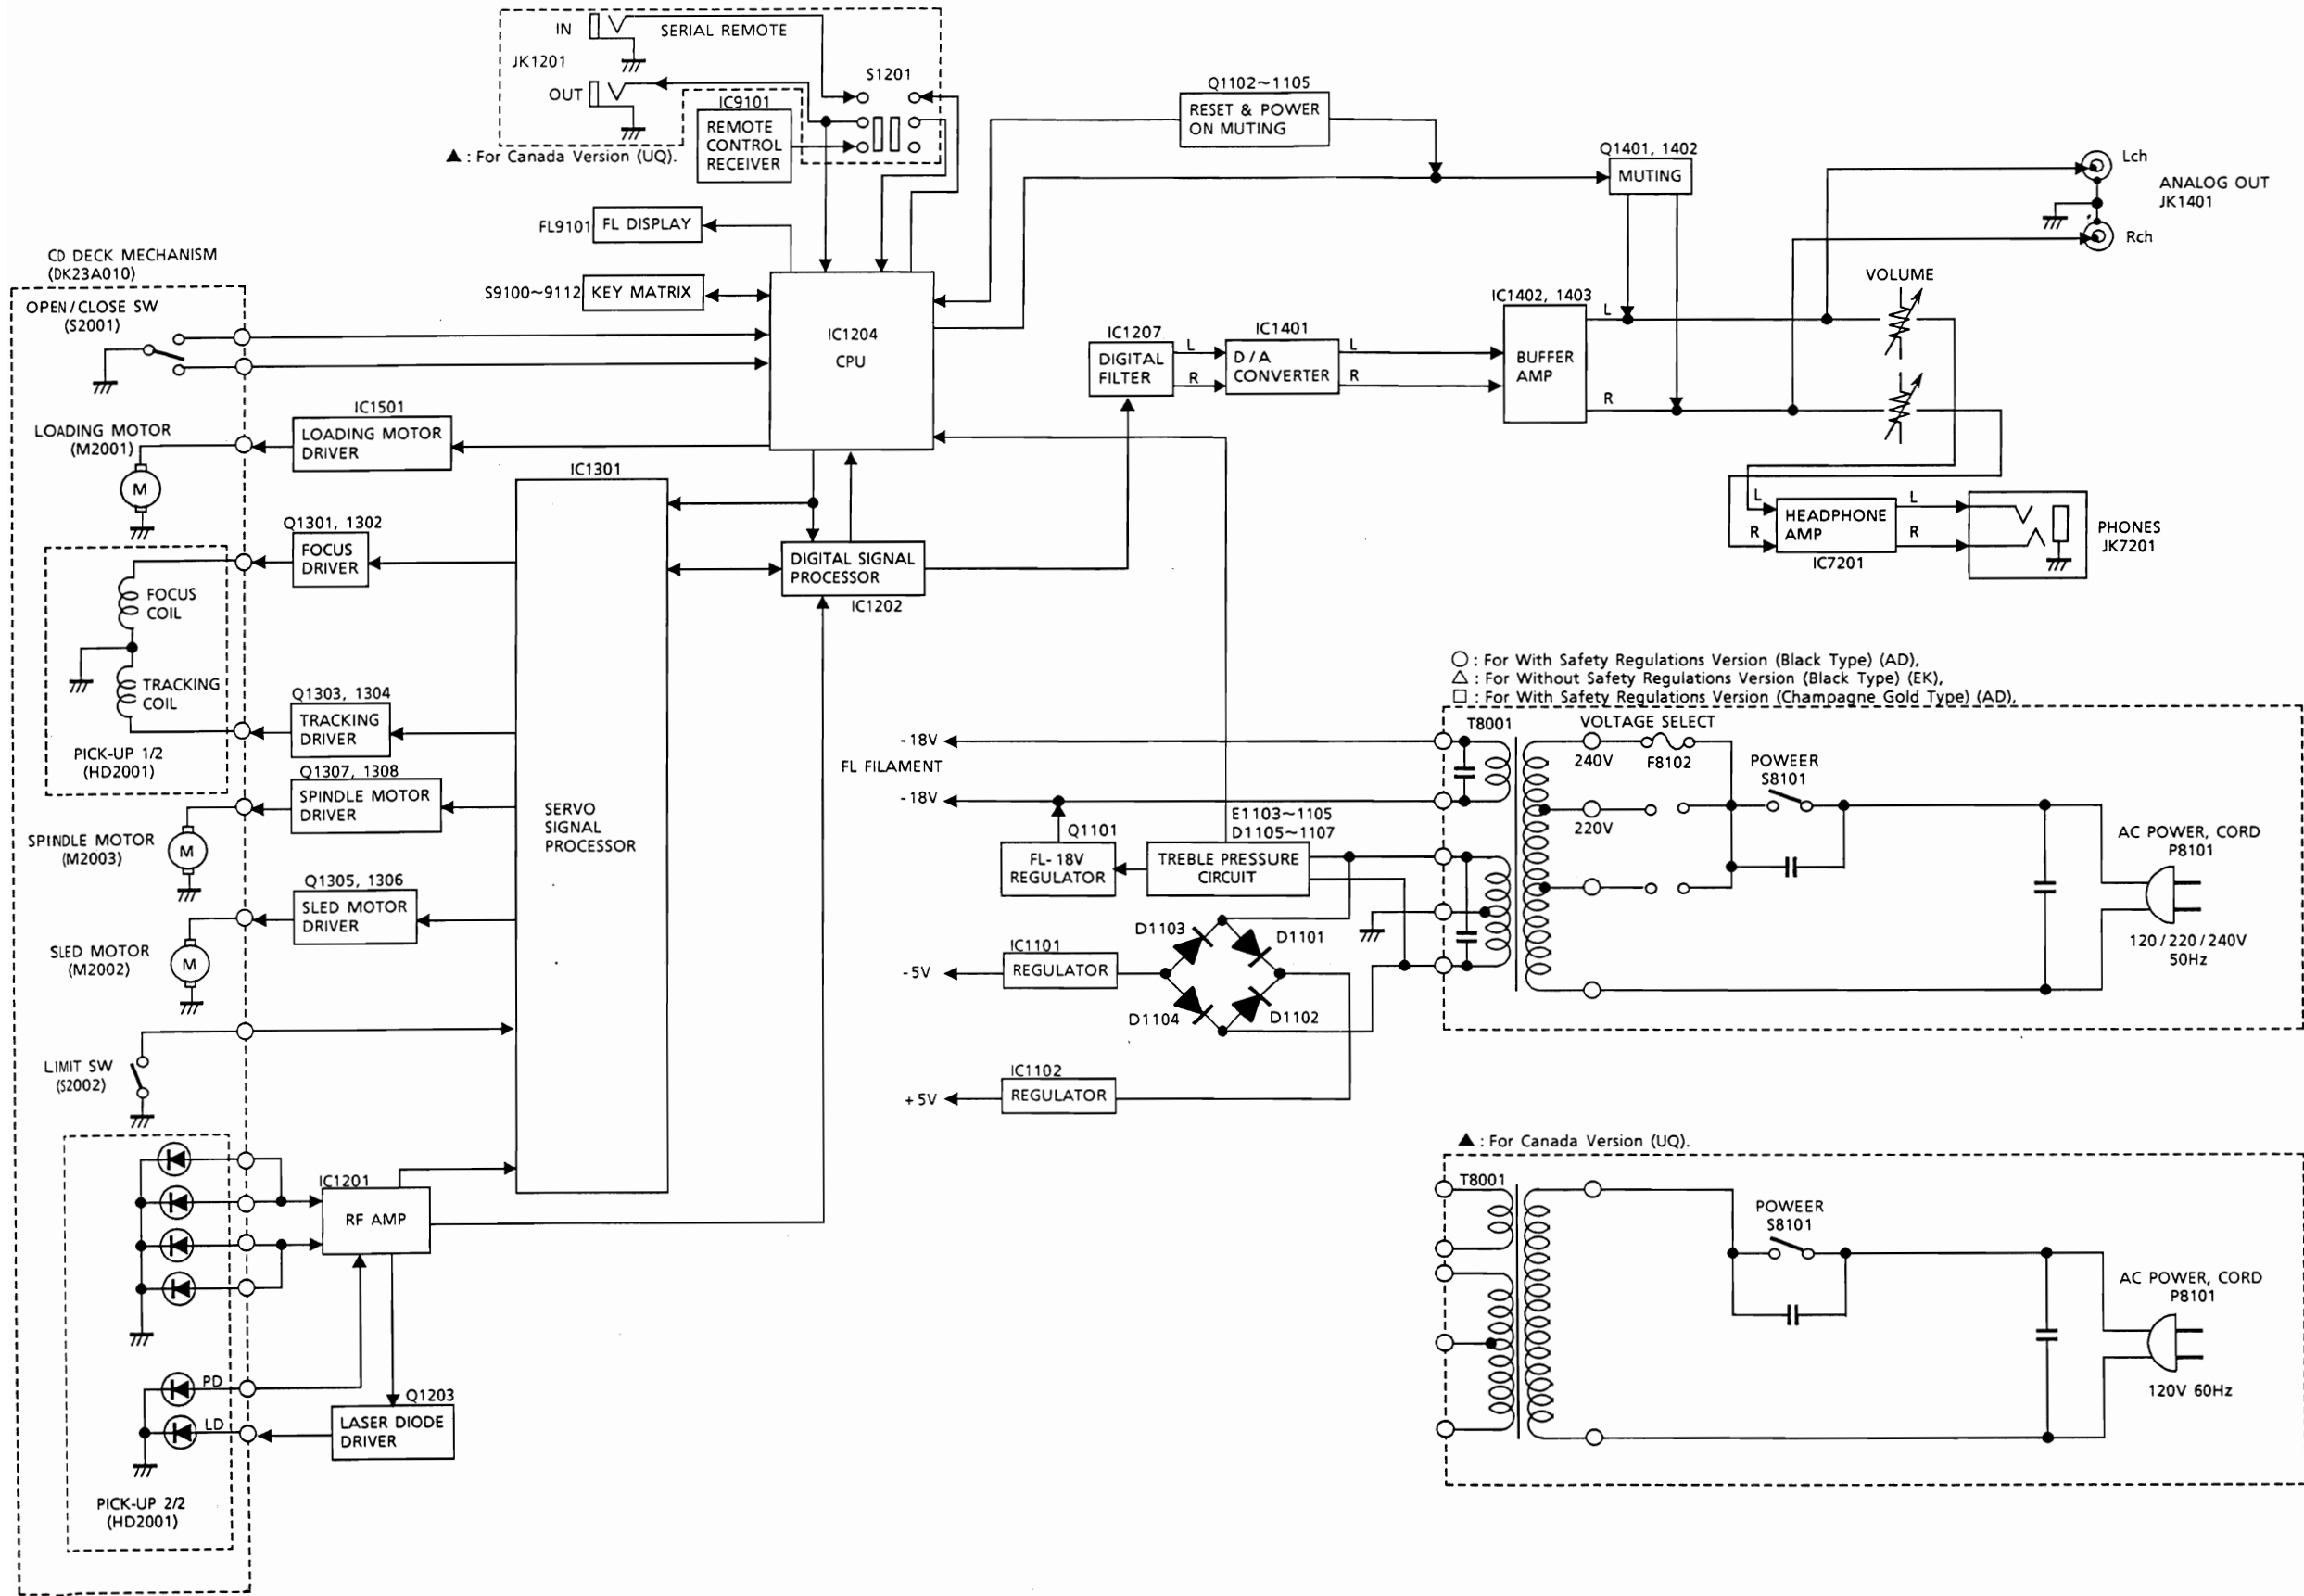 IN
SERIAL REMOTE
JK1201
OUT
S1201
IC9101
REMOTE
CONTROL
RECEIVER
▲ : For Canada Version (UQ).
Q1102~1105
RESET & POWER
ON MUTING
Q1401, 1402
MUTING
Lch
ANALOG OUT
JK1401
Rch
FL9101
FL DISPLAY
S9100~9112
KEY MATRIX
IC1204
CPU
CD DECK MECHANISM
(DK23A010)
OPEN/CLOSE SW
(S2001)
LOADING MOTOR
(M2001)
M
IC1501
LOADING MOTOR
DRIVER
IC1207
DIGITAL
FILTER
L
R
IC1401
D/A
CONVERTER
L
R
IC1402, 1403
BUFFER
AMP
L
R
VOLUME
L
R
HEADPHONE
AMP
IC7201
L
R
PHONES
JK7201
IC1301
SERVO
SIGNAL
PROCESSOR
DIGITAL SIGNAL
PROCESSOR
IC1202
Q1301, 1302
FOCUS
DRIVER
FOCUS
COIL
TRACKING
COIL
PICK-UP 1/2
(HD2001)
Q1303, 1304
TRACKING
DRIVER
Q1307, 1308
SPINDLE MOTOR
DRIVER
SPINDLE MOTOR
(M2003)
M
Q1305, 1306
SLED MOTOR
DRIVER
SLED MOTOR
(M2002)
M
LIMIT SW
(S2002)
IC1201
RF AMP
PD
LD
Q1203
LASER DIODE
DRIVER
PICK-UP 2/2
(HD2001)
○ : For With Safety Regulations Version (Black Type) (AD),
△ : For Without Safety Regulations Version (Black Type) (EK),
□ : For With Safety Regulations Version (Champagne Gold Type) (AD),
-18V
FL FILAMENT
-18V
Q1101
FL-18V
REGULATOR
E1103~1105
D1105~1107
TREBLE PRESSURE
CIRCUIT
D1103
D1101
D1104
D1102
IC1101
REGULATOR
-5V
IC1102
REGULATOR
+5V
T8001
VOLTAGE SELECT
240V
F8102
220V
POWEER
S8101
AC POWER, CORD
P8101
120/220/240V
50Hz
▲ : For Canada Version (UQ).
T8001
POWEER
S8101
AC POWER, CORD
P8101
120V 60Hz